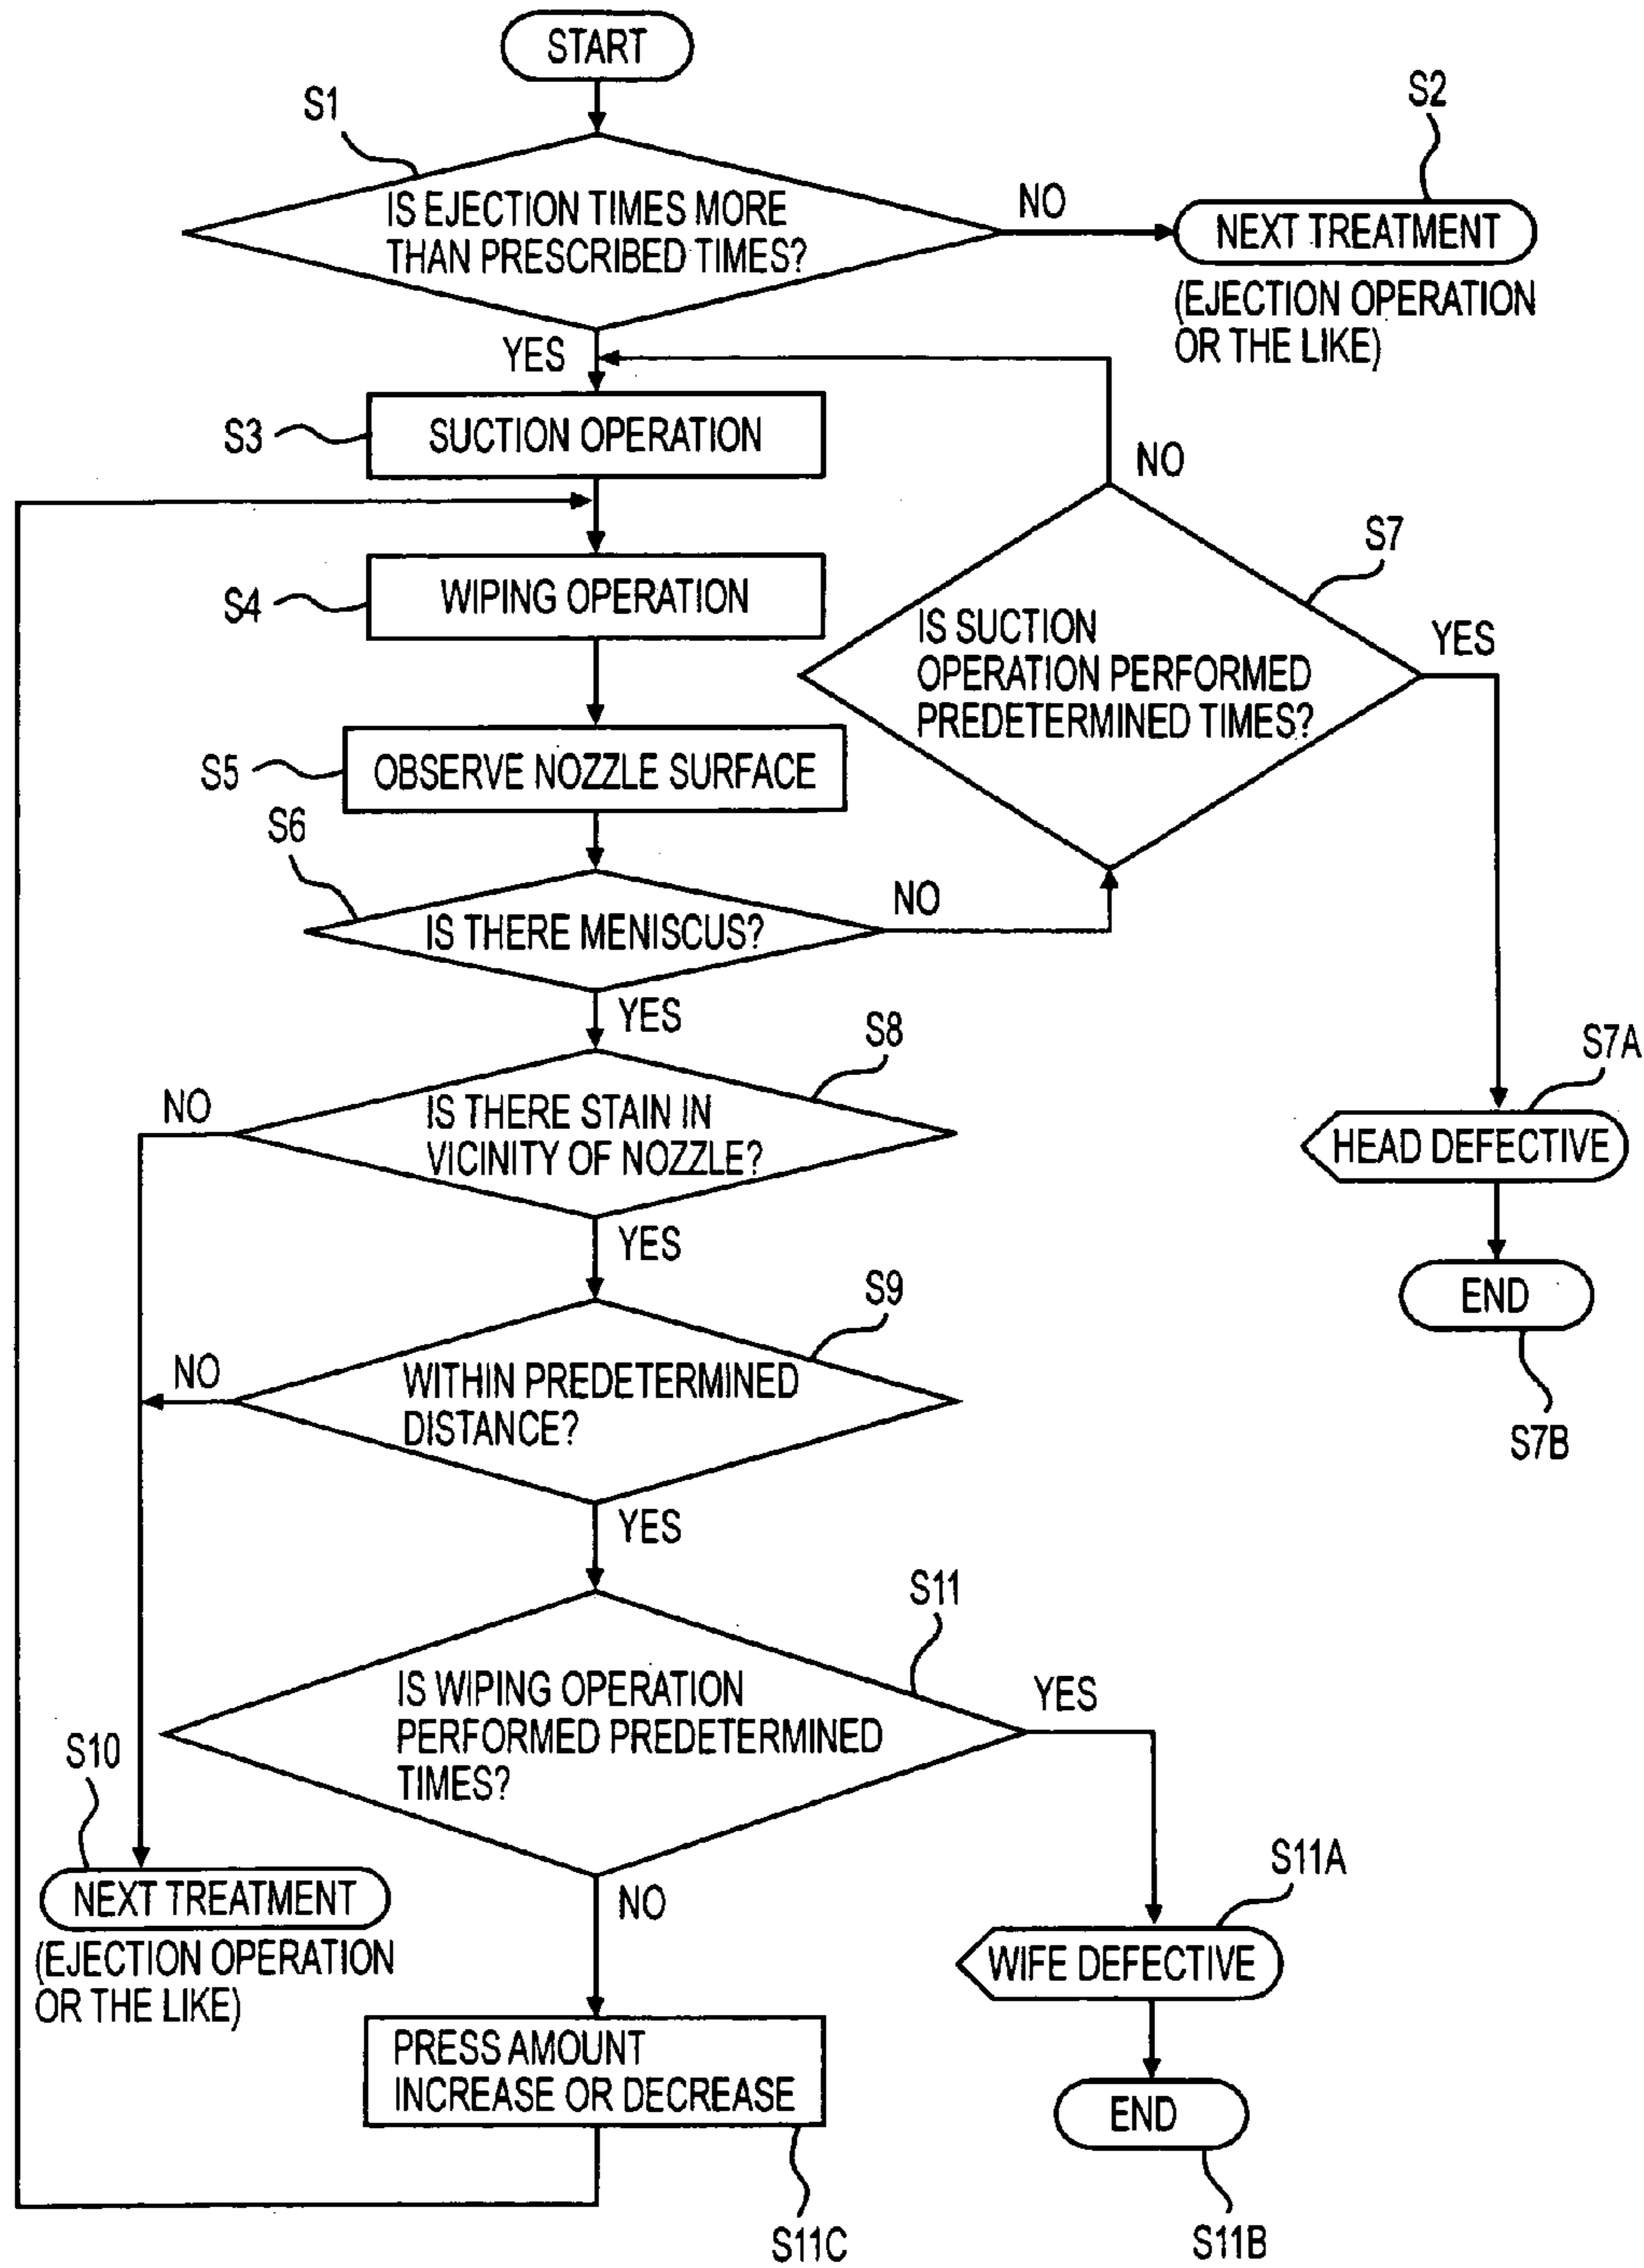 START
S1
S2
IS EJECTION TIMES MORE
THAN PRESCRIBED TIMES?
NO
NEXT TREATMENT
(EJECTION OPERATION
OR THE LIKE)
YES
S3
SUCTION OPERATION
NO
S4
WIPING OPERATION
S7
IS SUCTION
OPERATION PERFORMED
PREDETERMINED TIMES?
YES
S5
OBSERVE NOZZLE SURFACE
S6
IS THERE MENISCUS?
NO
YES
S8
NO
IS THERE STAIN IN
VICINITY OF NOZZLE?
S7A
HEAD DEFECTIVE
YES
END
S7B
S9
NO
WITHIN PREDETERMINED
DISTANCE?
YES
S11
IS WIPING OPERATION
PERFORMED PREDETERMINED
TIMES?
YES
S10
NEXT TREATMENT
(EJECTION OPERATION
OR THE LIKE)
NO
S11A
WIFE DEFECTIVE
PRESS AMOUNT
INCREASE OR DECREASE
END
S11C
S11B